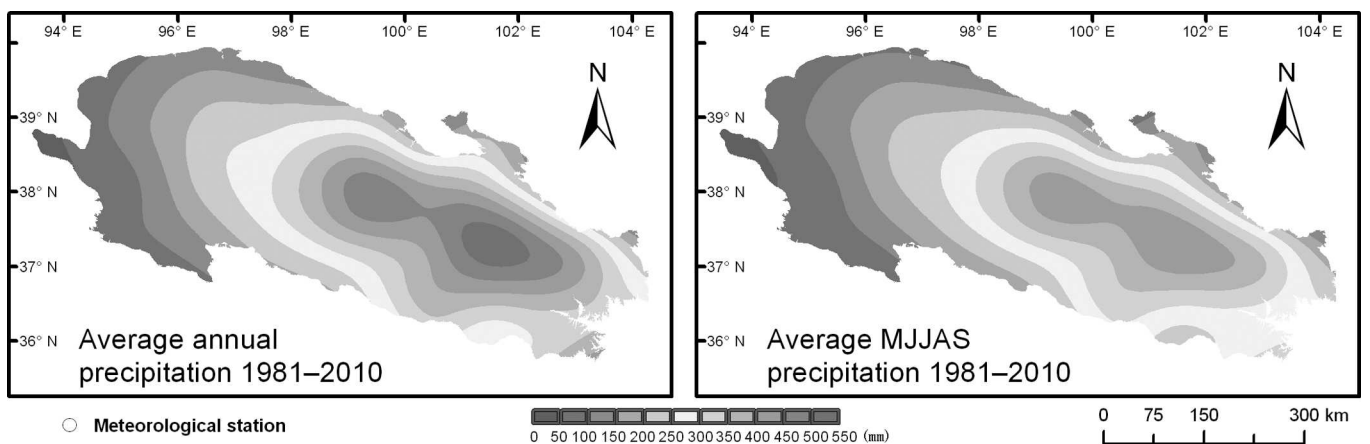 94°E 96°E 98°E 100°E 102°E 104°E
N
39° N
38° N
37° N
36° N
Average annual
precipitation 1981–2010
94°E 96°E 98°E 100°E 102°E 104°E
N
39° N
38° N
37° N
36° N
Average MJJAS
precipitation 1981–2010
Meteorological station
0 50 100 150 200 250 300 350 400 450 500 550 (mm)
0 75 150 300 km